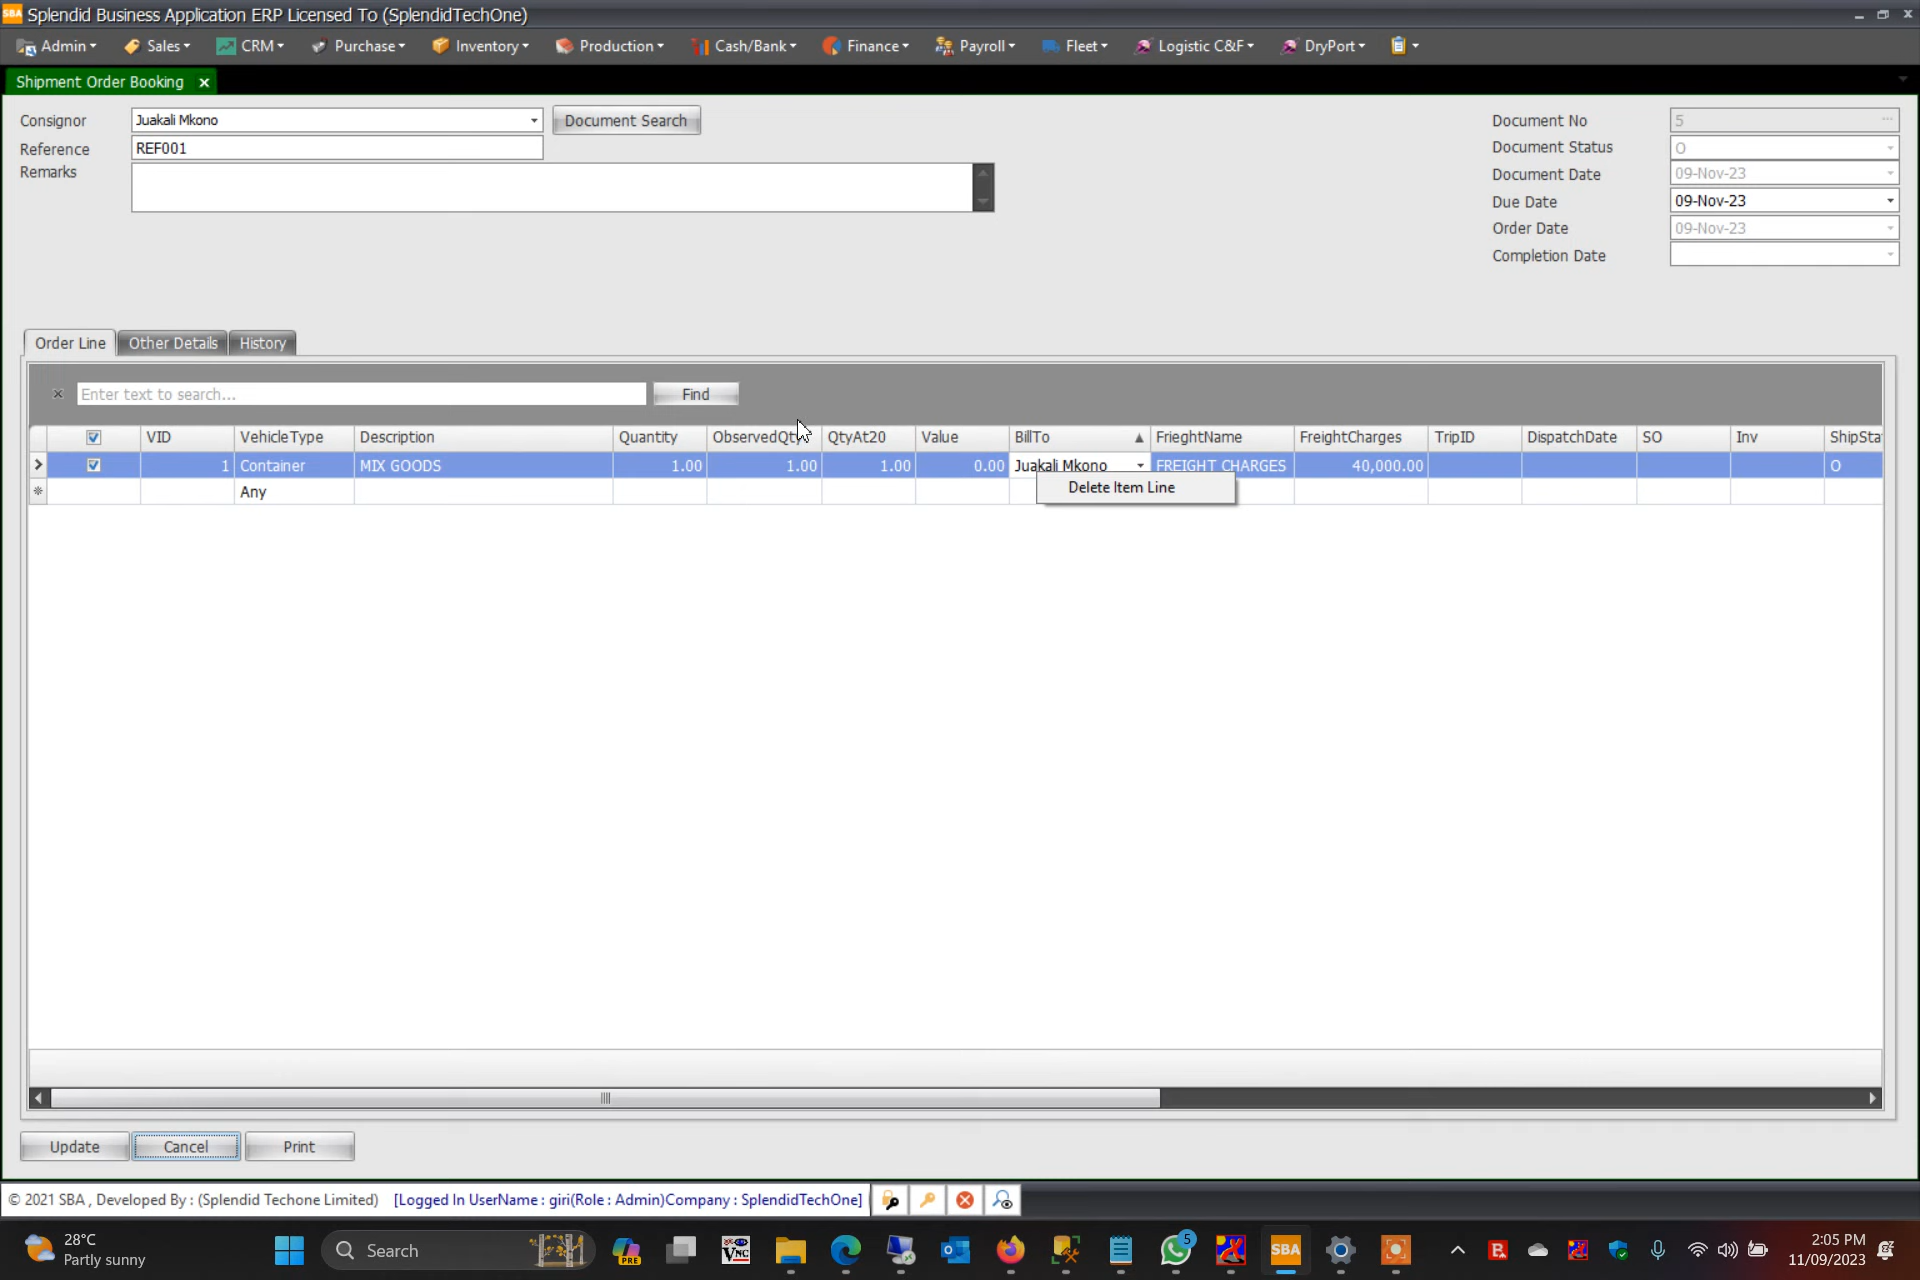 SBA Splendid Business Application ERP Licensed To (SplendidTechOne)
Admin Sales CRM Purchase Inventory Production Cash/Bank Finance Payroll Fleet Logistic C&F DryPort
Shipment Order Booking
Consignor Juakali Mkono Document Search Document No 5
Reference REF001 Document Status O
Remarks Document Date 09-Nov-23
Due Date 09-Nov-23
Order Date 09-Nov-23
Completion Date
Order Line Other Details History
Enter text to search... Find
VID VehicleType Description Quantity ObservedQty QtyAt20 Value BillTo FrieghtName FreightCharges TripID DispatchDate SO Inv ShipSta
1 Container MIX GOODS 1.00 1.00 1.00 0.00 Juakali Mkono FREIGHT CHARGES 40,000.00 O
Any Delete Item Line
Update Cancel Print
© 2021 SBA , Developed By : (Splendid Techone Limited) [Logged In UserName : giri(Role : Admin)Company : SplendidTechOne]
28°C
Partly sunny
Search PRE VNC 5 SBA
2:05 PM
11/09/2023